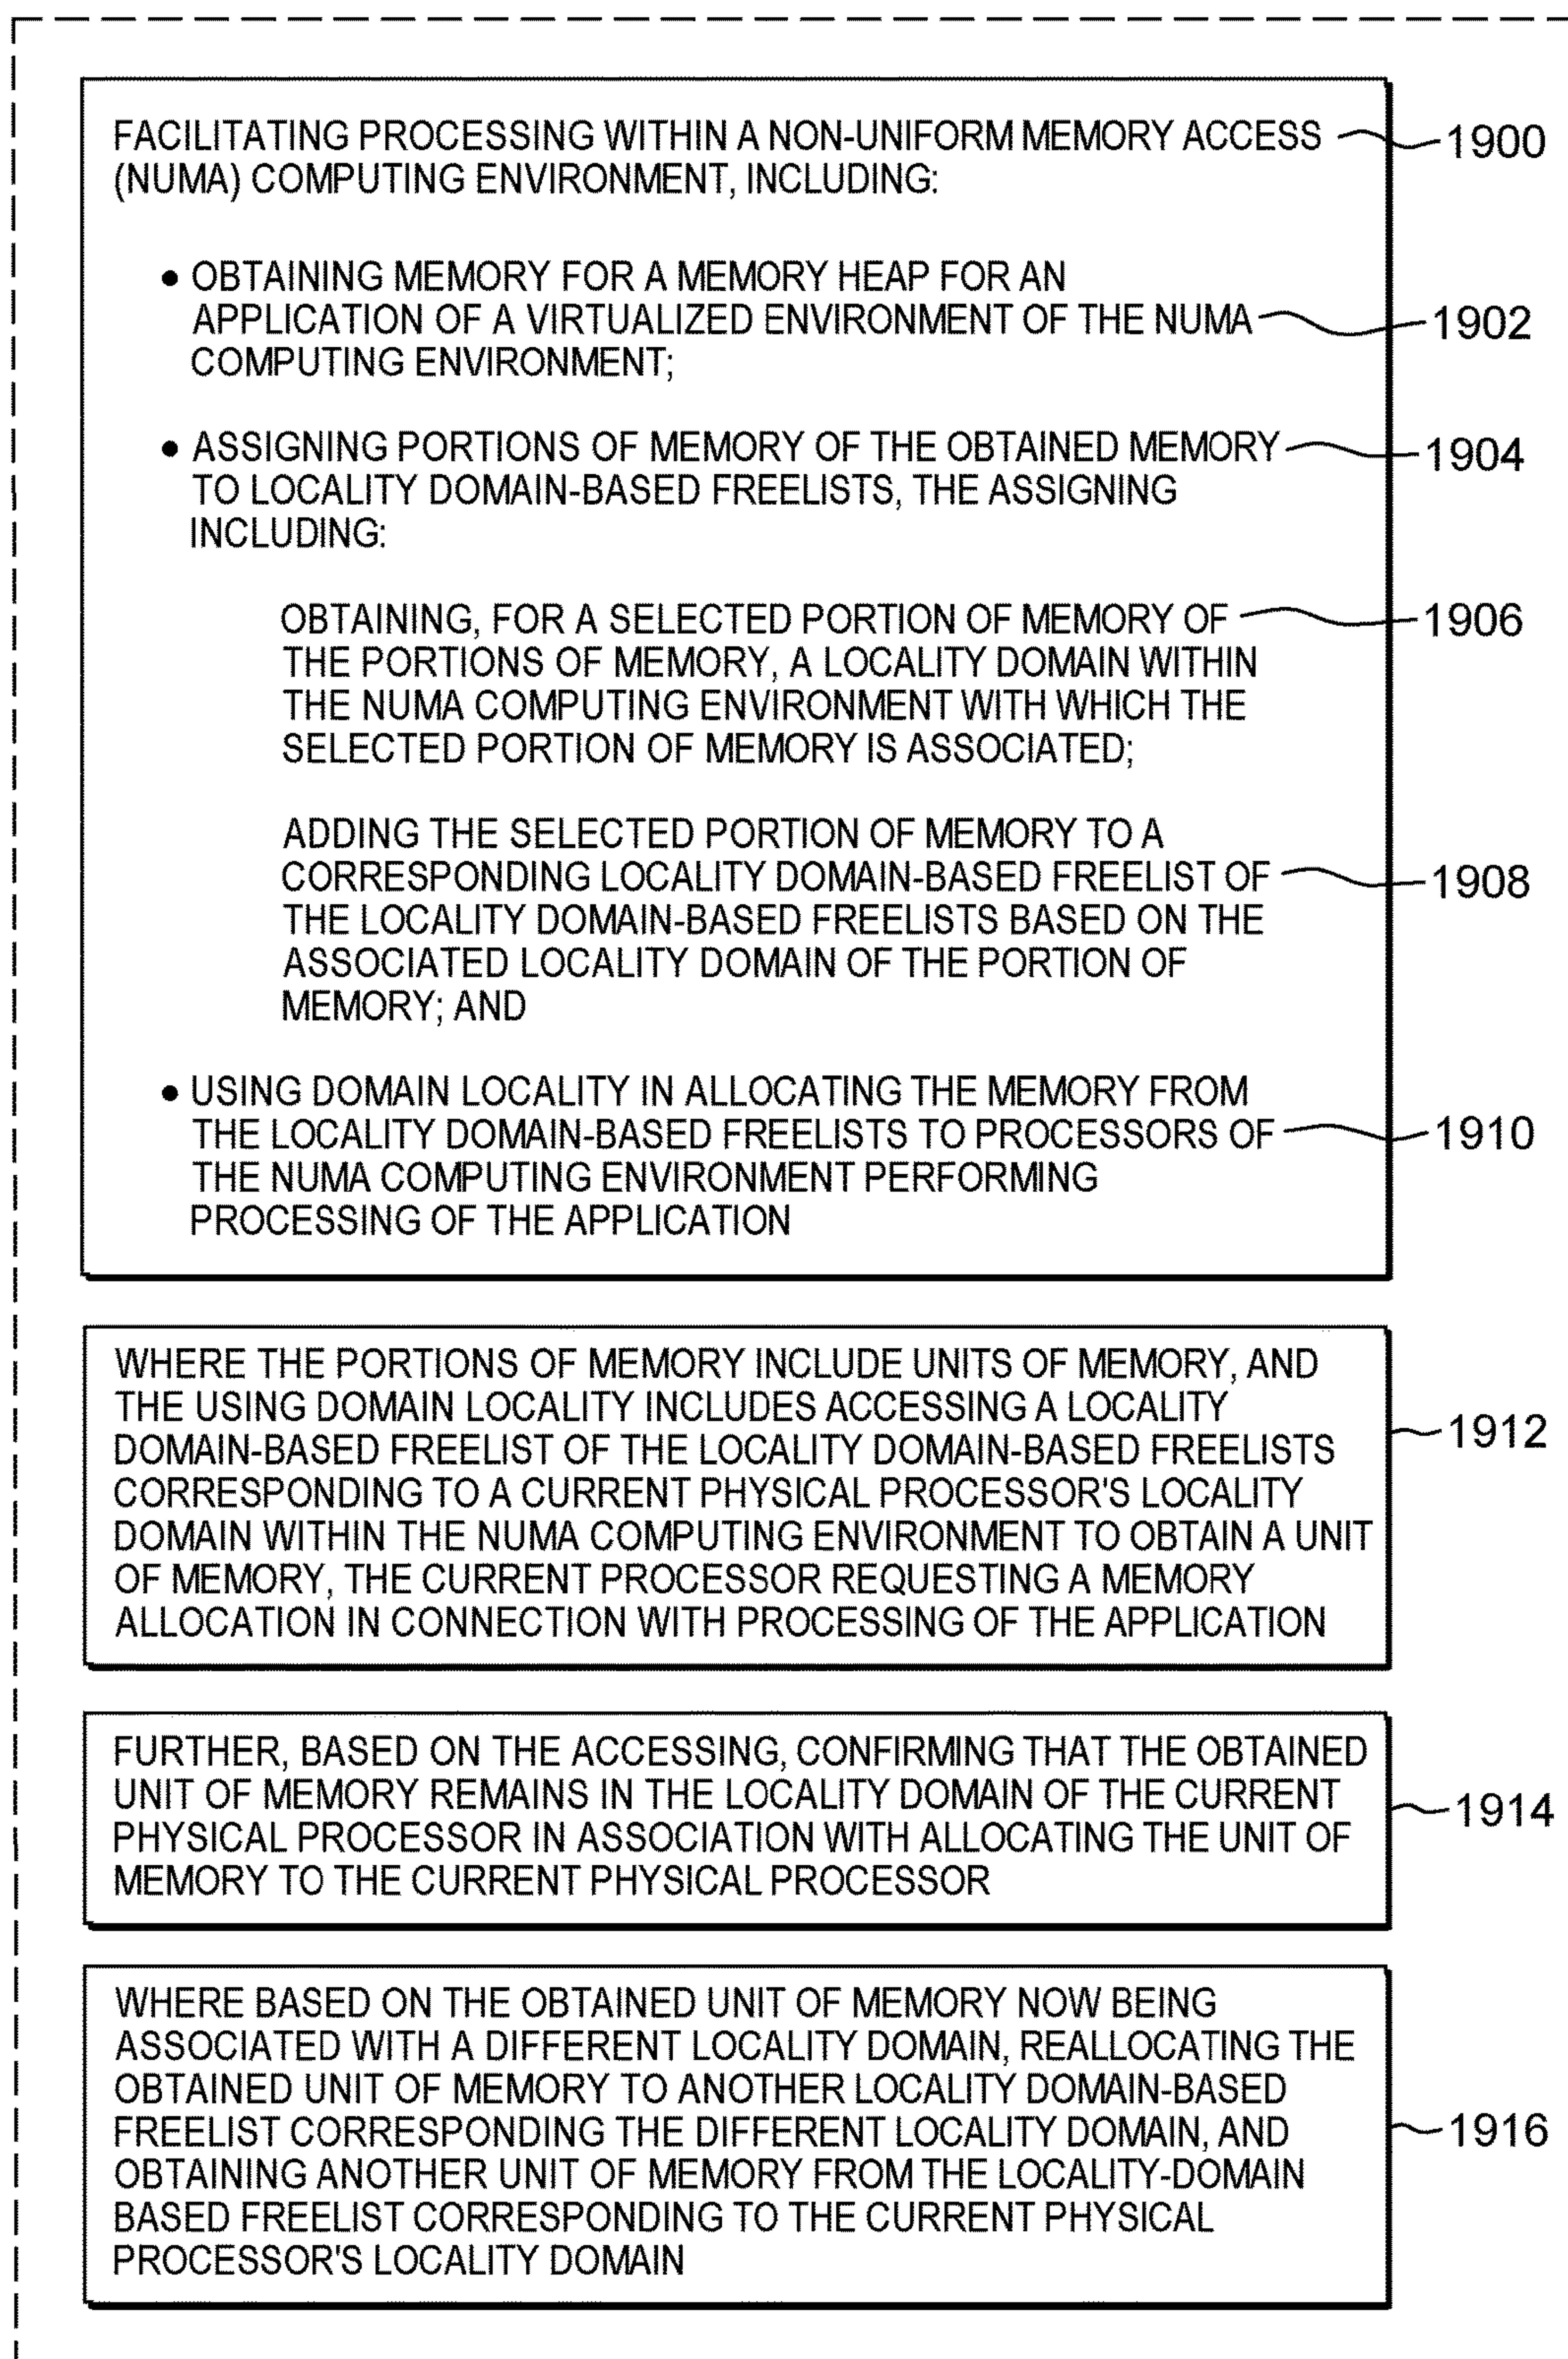 FACILITATING PROCESSING WITHIN A NON-UNIFORM MEMORY ACCESS 1900
(NUMA) COMPUTING ENVIRONMENT, INCLUDING:
• OBTAINING MEMORY FOR A MEMORY HEAP FOR AN
APPLICATION OF A VIRTUALIZED ENVIRONMENT OF THE NUMA 1902
COMPUTING ENVIRONMENT;
• ASSIGNING PORTIONS OF MEMORY OF THE OBTAINED MEMORY 1904
TO LOCALITY DOMAIN-BASED FREELISTS, THE ASSIGNING
INCLUDING:
OBTAINING, FOR A SELECTED PORTION OF MEMORY OF 1906
THE PORTIONS OF MEMORY, A LOCALITY DOMAIN WITHIN
THE NUMA COMPUTING ENVIRONMENT WITH WHICH THE
SELECTED PORTION OF MEMORY IS ASSOCIATED;
ADDING THE SELECTED PORTION OF MEMORY TO A
CORRESPONDING LOCALITY DOMAIN-BASED FREELIST OF 1908
THE LOCALITY DOMAIN-BASED FREELISTS BASED ON THE
ASSOCIATED LOCALITY DOMAIN OF THE PORTION OF
MEMORY; AND
• USING DOMAIN LOCALITY IN ALLOCATING THE MEMORY FROM
THE LOCALITY DOMAIN-BASED FREELISTS TO PROCESSORS OF 1910
THE NUMA COMPUTING ENVIRONMENT PERFORMING
PROCESSING OF THE APPLICATION
WHERE THE PORTIONS OF MEMORY INCLUDE UNITS OF MEMORY, AND
THE USING DOMAIN LOCALITY INCLUDES ACCESSING A LOCALITY
DOMAIN-BASED FREELIST OF THE LOCALITY DOMAIN-BASED FREELISTS 1912
CORRESPONDING TO A CURRENT PHYSICAL PROCESSOR'S LOCALITY
DOMAIN WITHIN THE NUMA COMPUTING ENVIRONMENT TO OBTAIN A UNIT
OF MEMORY, THE CURRENT PROCESSOR REQUESTING A MEMORY
ALLOCATION IN CONNECTION WITH PROCESSING OF THE APPLICATION
FURTHER, BASED ON THE ACCESSING, CONFIRMING THAT THE OBTAINED
UNIT OF MEMORY REMAINS IN THE LOCALITY DOMAIN OF THE CURRENT 1914
PHYSICAL PROCESSOR IN ASSOCIATION WITH ALLOCATING THE UNIT OF
MEMORY TO THE CURRENT PHYSICAL PROCESSOR
WHERE BASED ON THE OBTAINED UNIT OF MEMORY NOW BEING
ASSOCIATED WITH A DIFFERENT LOCALITY DOMAIN, REALLOCATING THE
OBTAINED UNIT OF MEMORY TO ANOTHER LOCALITY DOMAIN-BASED
FREELIST CORRESPONDING THE DIFFERENT LOCALITY DOMAIN, AND 1916
OBTAINING ANOTHER UNIT OF MEMORY FROM THE LOCALITY-DOMAIN
BASED FREELIST CORRESPONDING TO THE CURRENT PHYSICAL
PROCESSOR'S LOCALITY DOMAIN